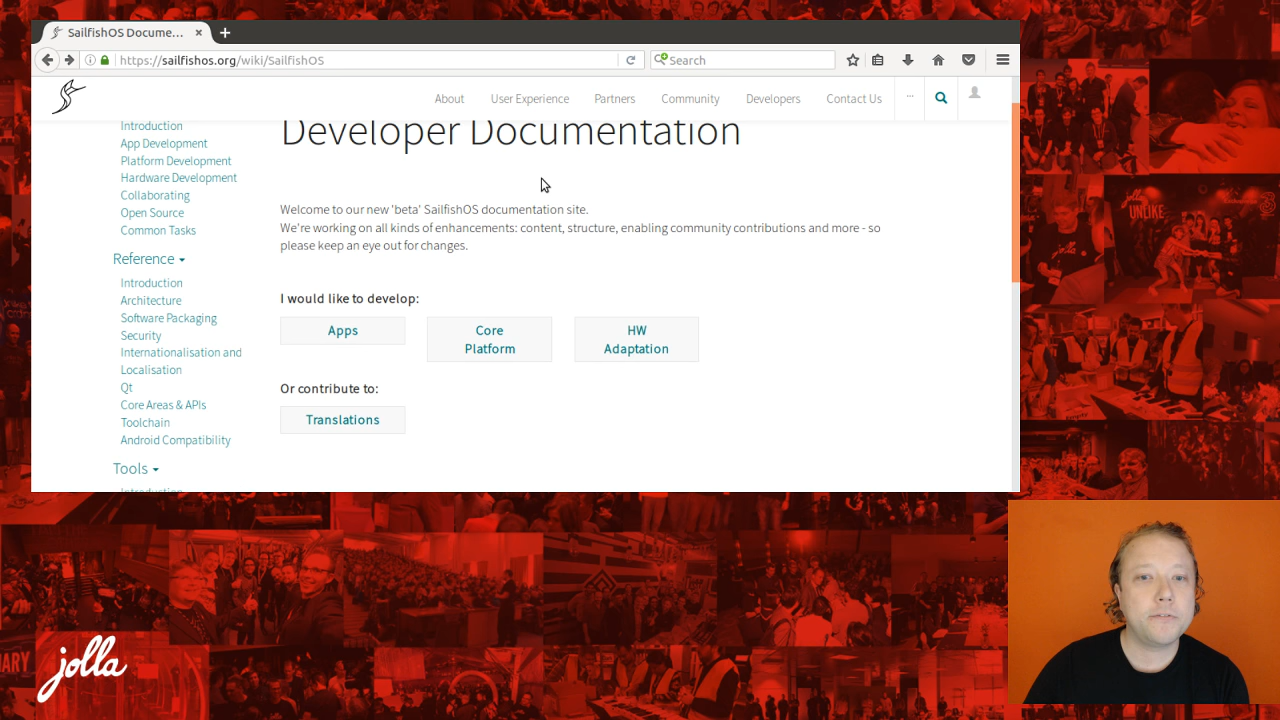 SailfishOS Docume...
https://sailfishos.org/wiki/SailfishOS
Search
About
User Experience
Partners
Community
Developers
Contact Us
...
Developer Documentation
Introduction
App Development
Platform Development
Hardware Development
Collaborating
Open Source
Common Tasks
Reference
Introduction
Architecture
Software Packaging
Security
Internationalisation and
Localisation
Qt
Core Areas & APIs
Toolchain
Android Compatibility
Tools
Welcome to our new 'beta' SailfishOS documentation site.
We're working on all kinds of enhancements: content, structure, enabling community contributions and more - so
please keep an eye out for changes.
I would like to develop:
Apps
Core
Platform
HW
Adaptation
Or contribute to:
Translations
jolla
UNLIKE
jolla